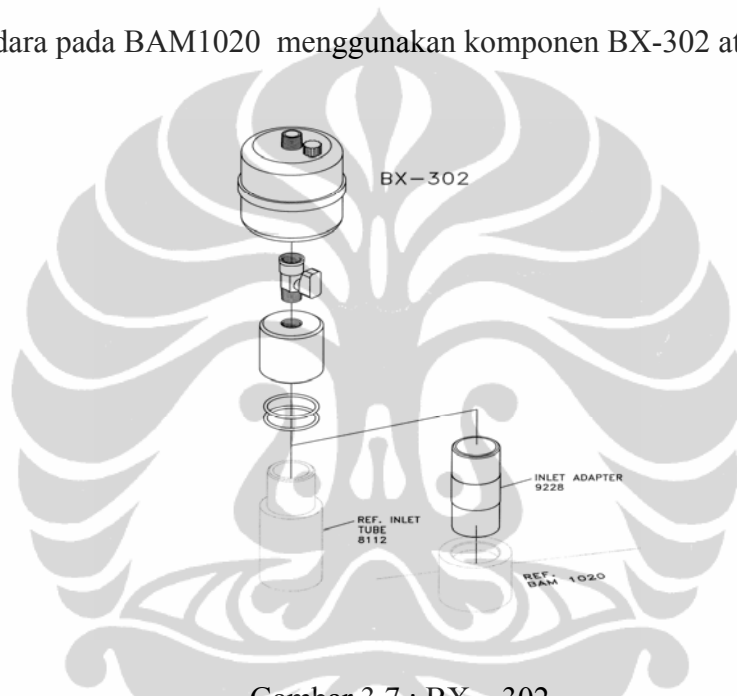 dara pada BAM1020 menggunakan komponen BX-302 at
BX-302
INLET ADAPTER
9228
REF. INLET
TUBE
8112
REF.
BAM 1020
Gambar 3.7 : BX – 302